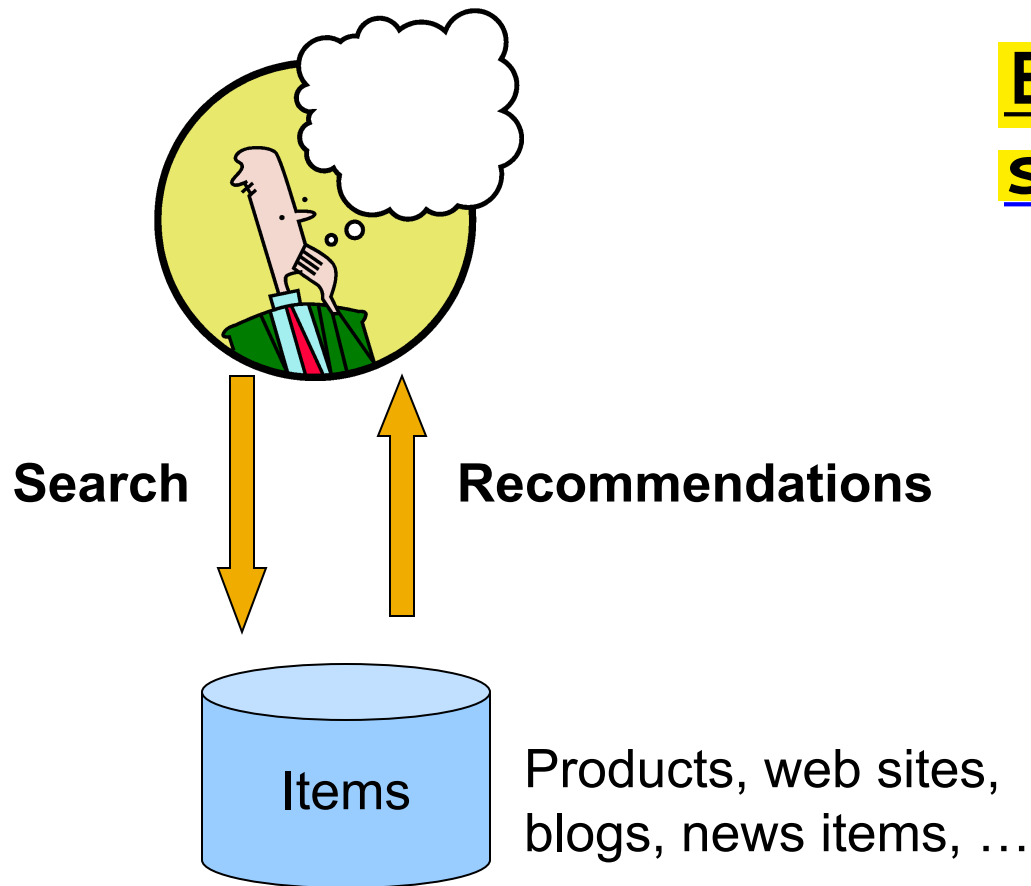 Search
Recommendations
Items
Products, web sites,
blogs, news items, …